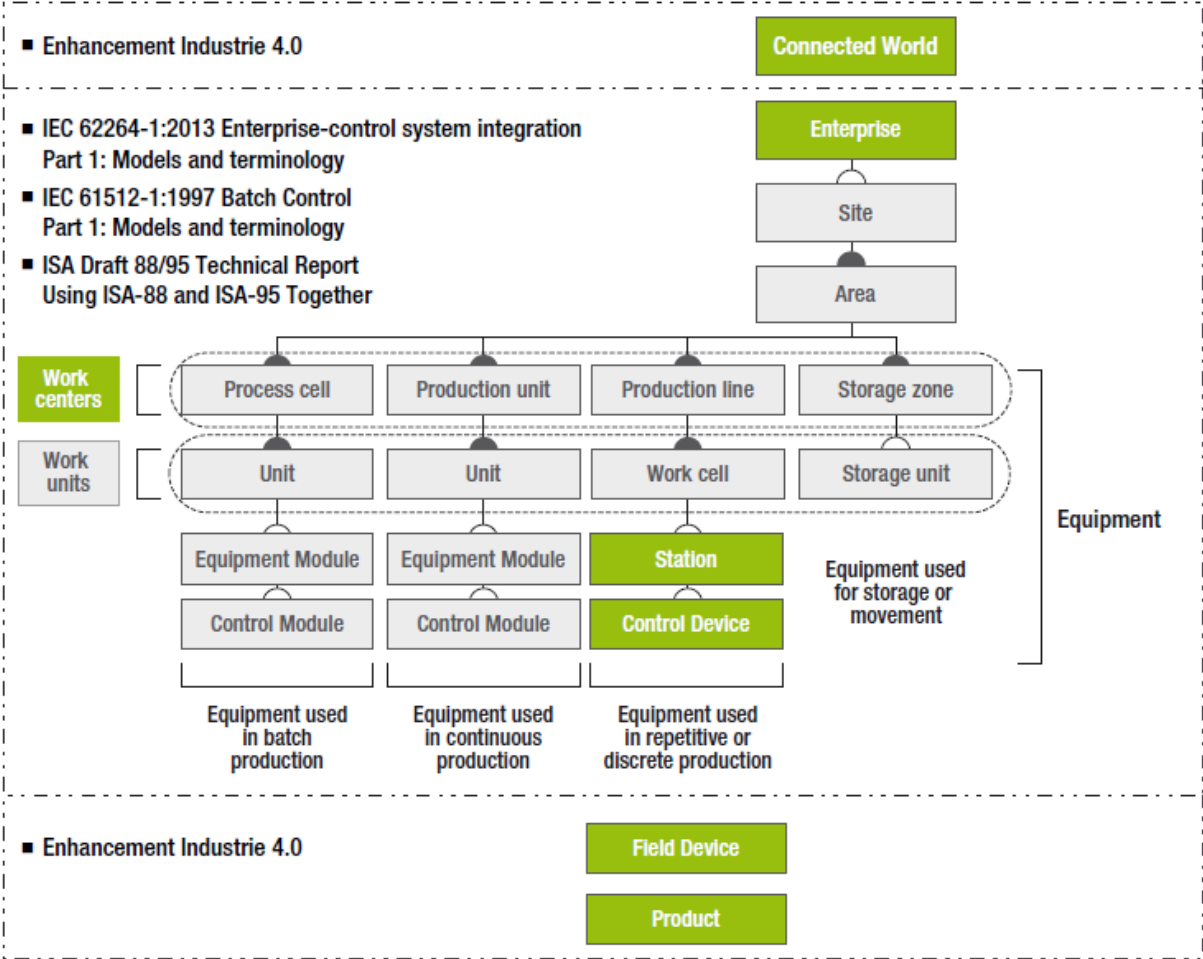 ■ Enhancement Industrie 4.0
Connected World
■ IEC 62264-1:2013 Enterprise-control system integration
Part 1: Models and terminology
■ IEC 61512-1:1997 Batch Control
Part 1: Models and terminology
■ ISA Draft 88/95 Technical Report
Using ISA-88 and ISA-95 Together
Enterprise
Site
Area
Work
centers
Process cell
Production unit
Production line
Storage zone
Work
units
Unit
Unit
Work cell
Storage unit
Equipment
Equipment Module
Equipment Module
Station
Control Module
Control Module
Control Device
Equipment used
for storage or
movement
Equipment used
in batch
production
Equipment used
in continuous
production
Equipment used
in repetitive or
discrete production
■ Enhancement Industrie 4.0
Field Device
Product